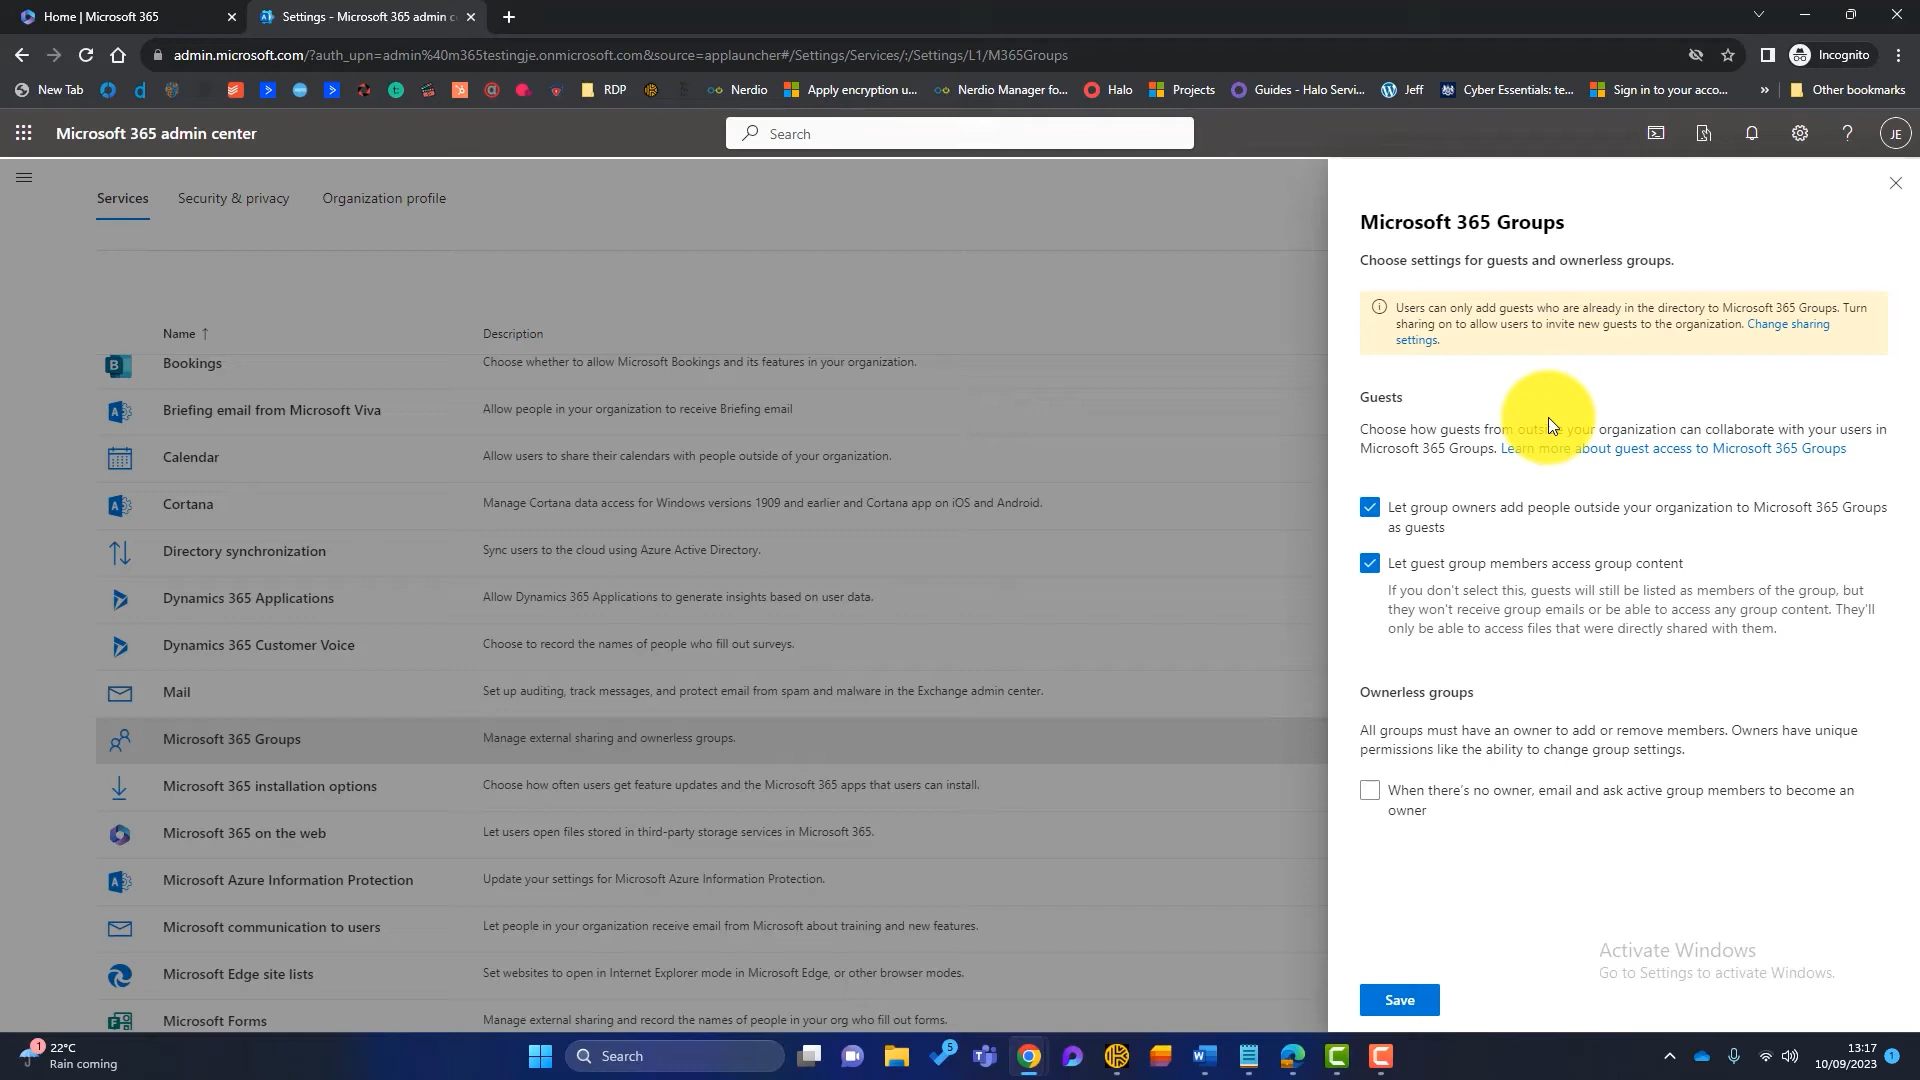 Home | Microsoft 365
Settings - Microsoft 365 admin c
admin.microsoft.com/?auth_upn=admin%40m365testingje.onmicrosoft.com&source=applauncher#/Settings/Services/:/Settings/L1/M365Groups
Incognito
New Tab
RDP
Nerdio
Apply encryption u...
Nerdio Manager fo...
Halo
Projects
Guides - Halo Servi...
Jeff
Cyber Essentials: te...
Sign in to your acco...
»
Other bookmarks
Microsoft 365 admin center
Search
JE
Services
Security & privacy
Organization profile
Name ↑
Description
Bookings
Choose whether to allow Microsoft Bookings and its features in your organization.
Briefing email from Microsoft Viva
Allow people in your organization to receive Briefing email
Calendar
Allow users to share their calendars with people outside of your organization.
Cortana
Manage Cortana data access for Windows versions 1909 and earlier and Cortana app on iOS and Android.
Directory synchronization
Sync users to the cloud using Azure Active Directory.
Dynamics 365 Applications
Allow Dynamics 365 Applications to generate insights based on user data.
Dynamics 365 Customer Voice
Choose to record the names of people who fill out surveys.
Mail
Set up auditing, track messages, and protect email from spam and malware in the Exchange admin center.
Microsoft 365 Groups
Manage external sharing and ownerless groups.
Microsoft 365 installation options
Choose how often users get feature updates and the Microsoft 365 apps that users can install.
Microsoft 365 on the web
Let users open files stored in third-party storage services in Microsoft 365.
Microsoft Azure Information Protection
Update your settings for Microsoft Azure Information Protection.
Microsoft communication to users
Let people in your organization receive email from Microsoft about training and new features.
Microsoft Edge site lists
Set websites to open in Internet Explorer mode in Microsoft Edge, or other browser modes.
Microsoft Forms
Manage external sharing and record the names of people in your org who fill out forms.
Microsoft 365 Groups
Choose settings for guests and ownerless groups.
Users can only add guests who are already in the directory to Microsoft 365 Groups. Turn
sharing on to allow users to invite new guests to the organization. Change sharing
settings.
Guests
Choose how guests from outside your organization can collaborate with your users in
Microsoft 365 Groups. Learn more about guest access to Microsoft 365 Groups
Let group owners add people outside your organization to Microsoft 365 Groups
as guests
Let guest group members access group content
If you don't select this, guests will still be listed as members of the group, but
they won't receive group emails or be able to access any group content. They'll
only be able to access files that were directly shared with them.
Ownerless groups
All groups must have an owner to add or remove members. Owners have unique
permissions like the ability to change group settings.
When there's no owner, email and ask active group members to become an
owner
Activate Windows
Go to Settings to activate Windows.
Save
1
22°C
Rain coming
Search
5
13:17
10/09/2023
1